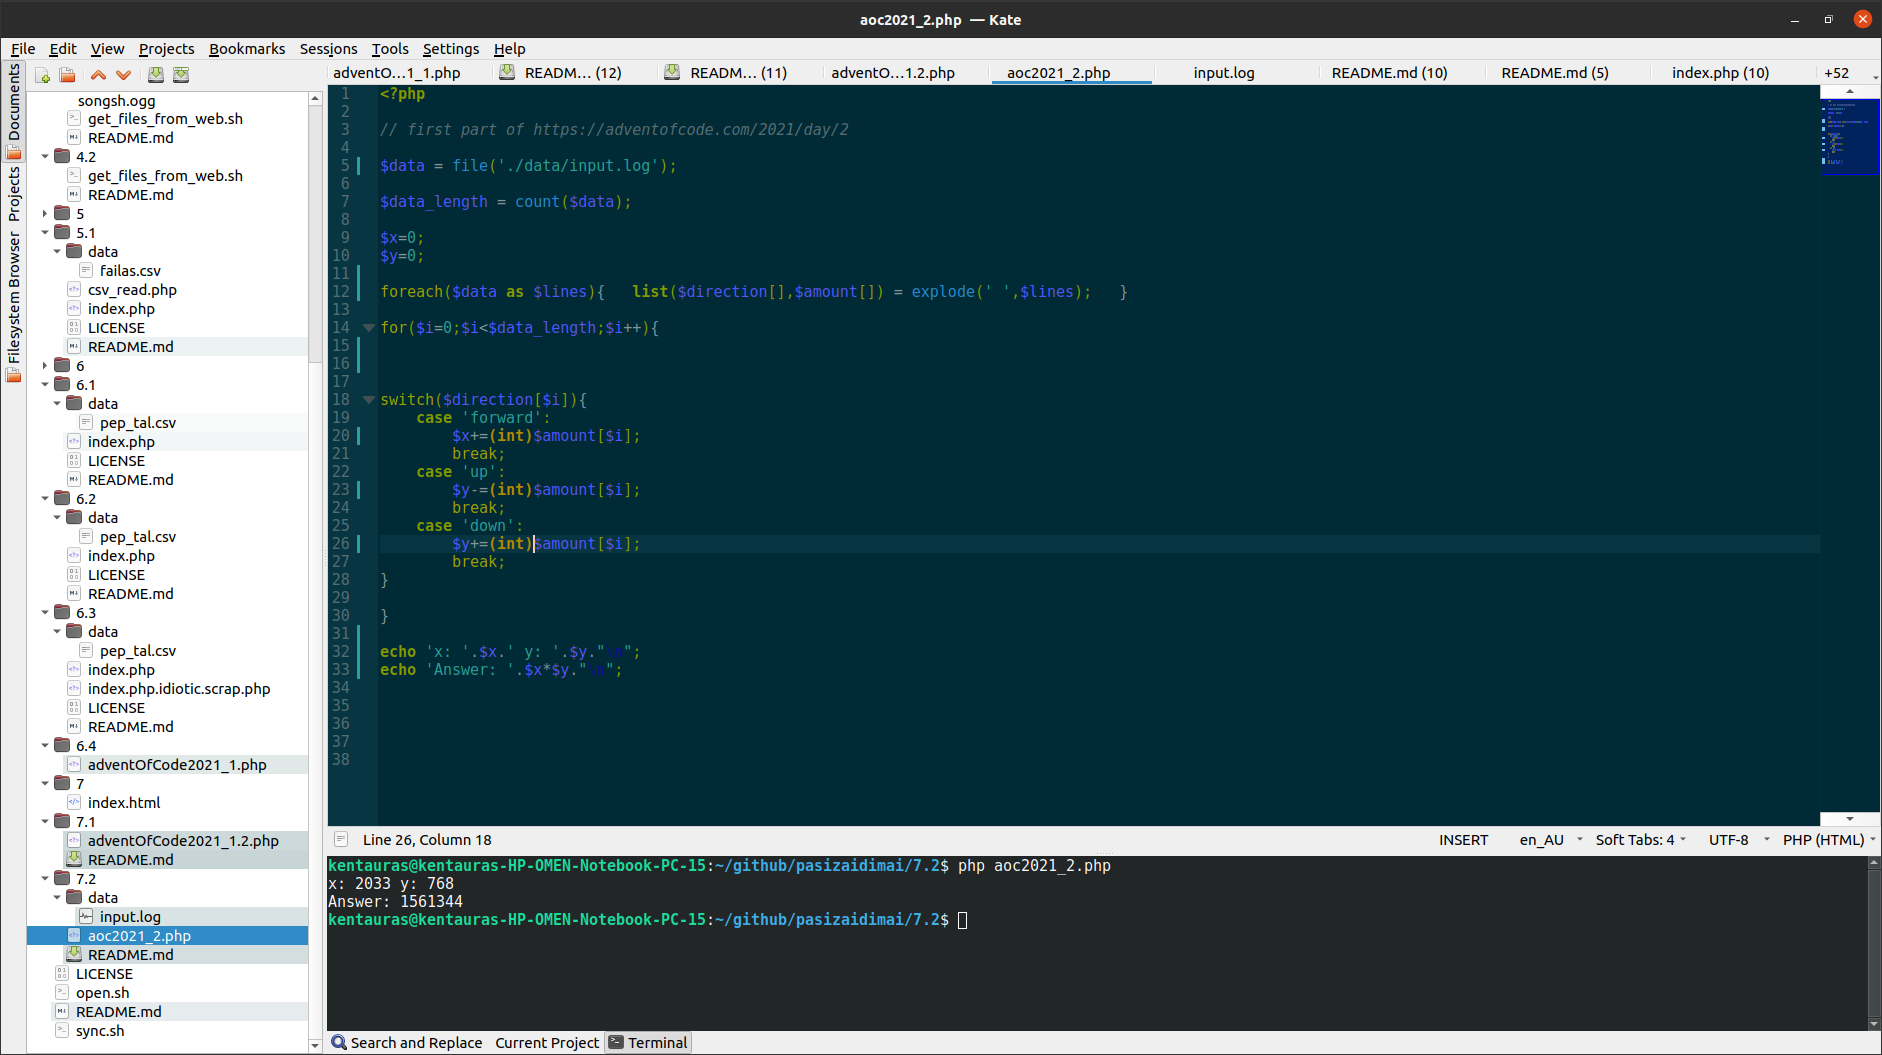 aoc2021_2.php — Kate
File Edit View Projects Bookmarks Sessions Tools Settings Help
Documents
Projects
Filesystem Browser
songsh.ogg
get_files_from_web.sh
README.md
4.2
get_files_from_web.sh
README.md
5
5.1
data
failas.csv
csv_read.php
index.php
LICENSE
README.md
6
6.1
data
pep_tal.csv
index.php
LICENSE
README.md
6.2
data
pep_tal.csv
index.php
LICENSE
README.md
6.3
data
pep_tal.csv
index.php
index.php.idiotic.scrap.php
LICENSE
README.md
6.4
adventOfCode2021_1.php
7
index.html
7.1
adventOfCode2021_1.2.php
README.md
7.2
data
input.log
aoc2021_2.php
README.md
LICENSE
open.sh
README.md
sync.sh
adventO...1_1.php READM... (12) READM... (11) adventO...1.2.php aoc2021_2.php input.log README.md (10) README.md (5) index.php (10) +52
1 <?php
2
3 // first part of https://adventofcode.com/2021/day/2
4
5 $data = file('./data/input.log');
6
7 $data_length = count($data);
8
9 $x=0;
10 $y=0;
11
12 foreach($data as $lines){   list($direction[],$amount[]) = explode(' ',$lines);   }
13
14 for($i=0;$i<$data_length;$i++){
15
16
17
18 switch($direction[$i]){
19     case 'forward':
20         $x+=(int)$amount[$i];
21         break;
22     case 'up':
23         $y-=(int)$amount[$i];
24         break;
25     case 'down':
26         $y+=(int)$amount[$i];
27         break;
28 }
29
30 }
31
32 echo 'x: '.$x.' y: '.$y."\n";
33 echo 'Answer: '.$x*$y."\n";
34
35
36
37
38
Line 26, Column 18 INSERT en_AU Soft Tabs: 4 UTF-8 PHP (HTML)
kentauras@kentauras-HP-OMEN-Notebook-PC-15:~/github/pasizaidimai/7.2$ php aoc2021_2.php
x: 2033 y: 768
Answer: 1561344
kentauras@kentauras-HP-OMEN-Notebook-PC-15:~/github/pasizaidimai/7.2$
Search and Replace Current Project Terminal